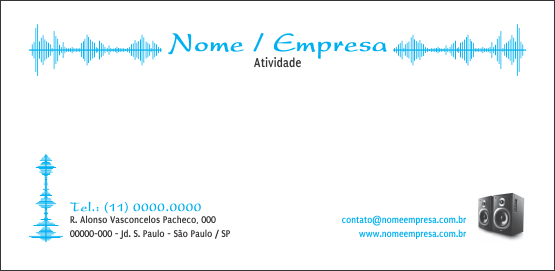 Nome / Empresa
Atividade
Tel.: (11) 0000.0000
R. Alonso Vasconcelos Pacheco, 000
00000-000 - Jd. S. Paulo - São Paulo / SP
contato@nomeempresa.com.br
www.nomeempresa.com.br